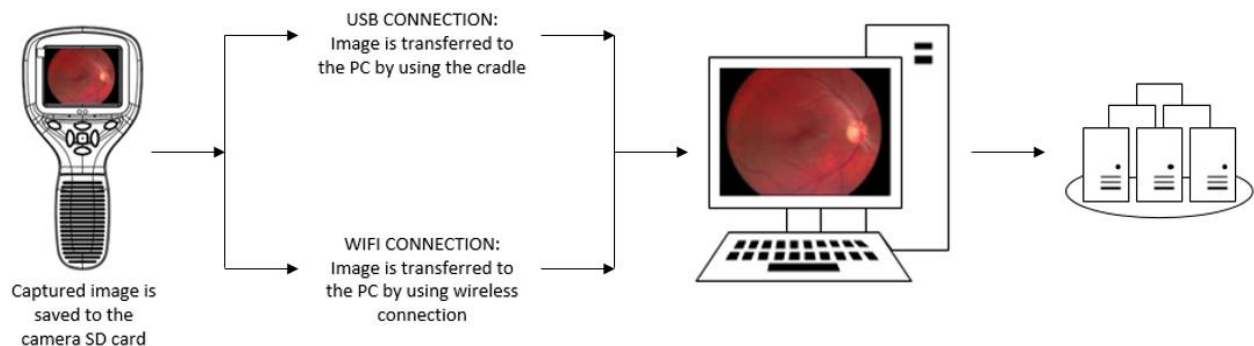 USB CONNECTION:
Image is transferred to
the PC by using the cradle
WIFI CONNECTION:
Image is transferred to
the PC by using wireless
connection
Captured image is
saved to the
camera SD card